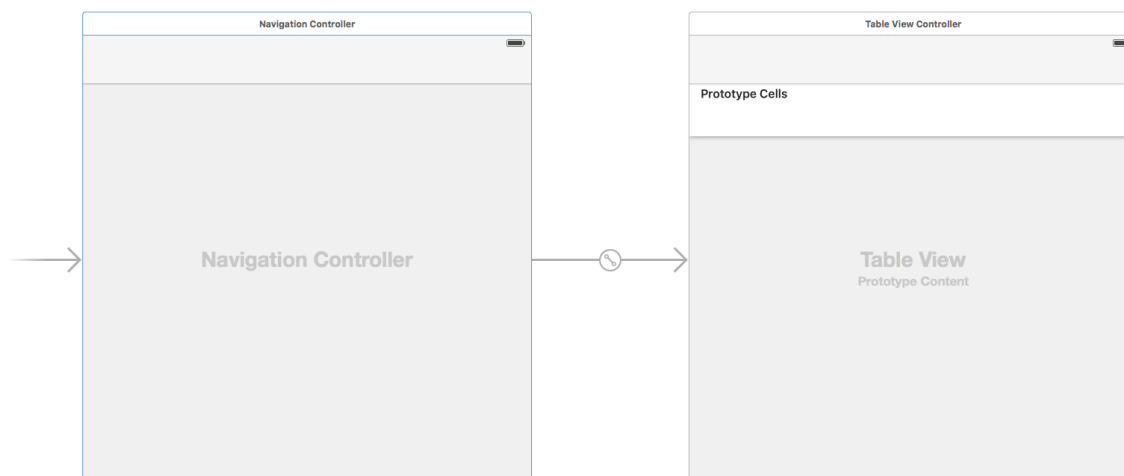 Navigation Controller
Table View Controller
Prototype Cells
Navigation Controller
Table View
Prototype Content